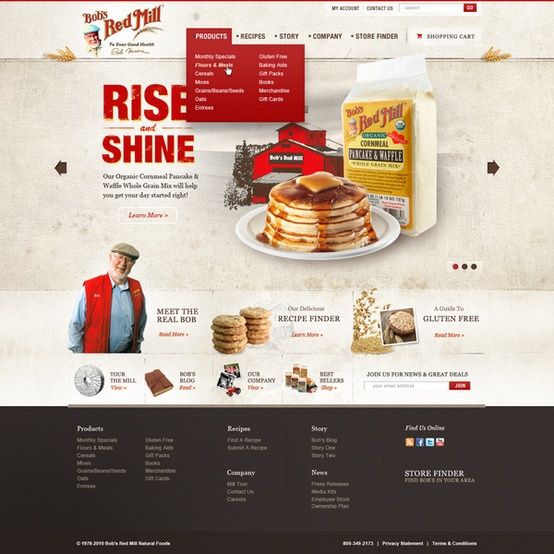 MY ACCOUNT | CONTACT US
search
GO
Bob's
Red Mill
To Your Good Health
Bob Moore
PRODUCTS
• RECIPES
• STORY
• COMPANY
• STORE FINDER
SHOPPING CART
Monthly Specials
Flours & Meals
Cereals
Mixes
Grains/Beans/Seeds
Oats
Entrees
Gluten Free
Baking Aids
Gift Packs
Books
Merchandise
Gift Cards
RISE
and
SHINE
Our Organic Cornmeal Pancake &
Waffle Whole Grain Mix will help
you get your day started right!
Learn More >
Bob's Red Mill
Bob's
Red Mill
ORGANIC
CORNMEAL
PANCAKE & WAFFLE
WHOLE GRAIN MIX
MEET THE
REAL BOB
Read More »
Our Delicious
RECIPE FINDER
Learn More »
A Guide To
GLUTEN FREE
Read More »
TOUR
THE MILL
View »
BOB'S
BLOG
Read »
OUR
COMPANY
View »
BEST
SELLERS
Shop »
JOIN US FOR NEWS & GREAT DEALS
your email address
JOIN
Products
Monthly Specials
Flours & Meals
Cereals
Mixes
Grains/Beans/Seeds
Oats
Entrees
Gluten Free
Baking Aids
Gift Packs
Books
Merchandise
Gift Cards
Recipes
Find A Recipe
Submit A Recipe
Company
Mill Tour
Contact Us
Careers
Story
Bob's Blog
Story One
Story Two
News
Press Releases
Media Kits
Employee Stock
Ownership Plan
Find Us Online
STORE FINDER
FIND BOB'S IN YOUR AREA
© 1978-2010 Bob's Red Mill Natural Foods
800-349-2173 | Privacy Statement | Terms & Conditions